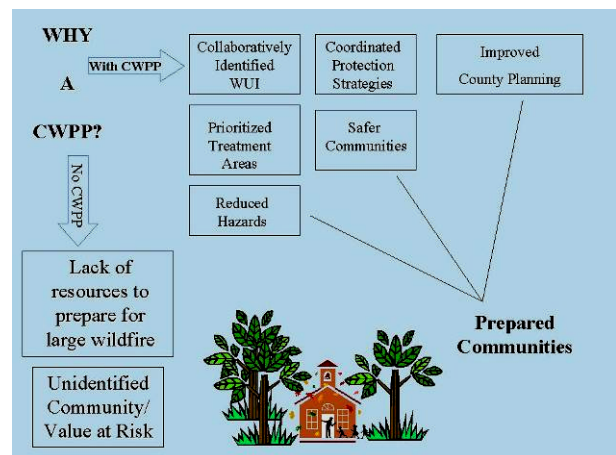 WHY
A
CWPP?
With CWPP
Collaboratively
Identified
WUI
Coordinated
Protection
Strategies
Improved
County Planning
Prioritized
Treatment
Areas
Safer
Communities
Reduced
Hazards
No CWPP
Lack of
resources to
prepare for
large wildfire
Unidentified
Community/
Value at Risk
Prepared
Communities